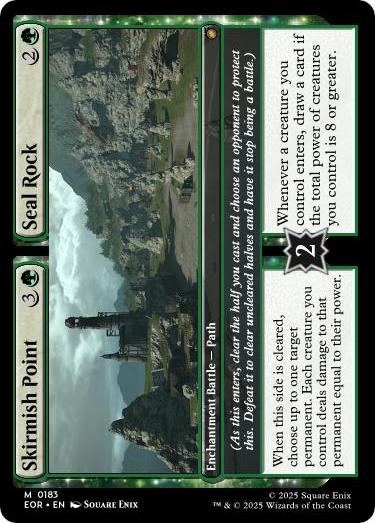 Skirmish Point 3
Seal Rock 2
Enchantment Battle — Path
(As this enters, clear the half you cast and choose an opponent to protect
this. Defeat it to clear uncleared halves and have it stop being a battle.)
When this side is cleared,
choose up to one target
permanent. Each creature you
control deals damage to that
permanent equal to their power.
2
Whenever a creature you
control enters, draw a card if
the total power of creatures
you control is 8 or greater.
M 0183
EOR • EN SQUARE ENIX
© 2025 Square Enix
™ & © 2025 Wizards of the Coast